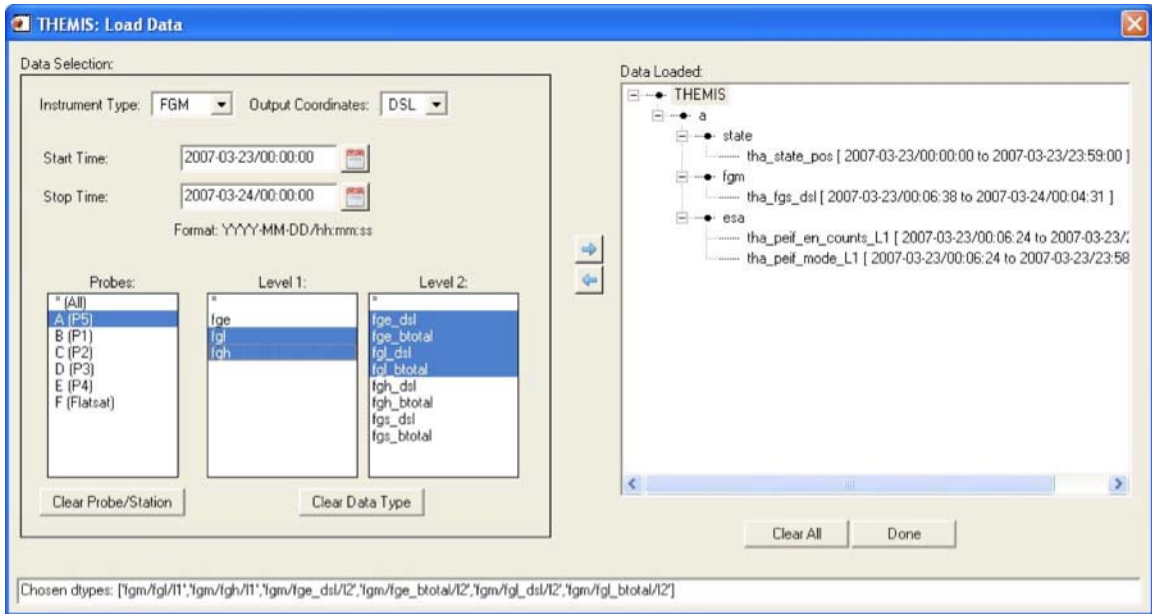 THEMIS: Load Data
Data Selection:
Instrument Type: FGM Output Coordinates: DSL
Start Time: 2007-03-23/00:00:00
Stop Time: 2007-03-24/00:00:00
Format: YYYY-MM-DD/hh:mm:ss
Probes:
* (All)
A (P5)
B (P1)
C (P2)
D (P3)
E (P4)
F (Flatsat)
Level 1:
*
fge
fgl
fgh
Level 2:
*
fge_dsl
fge_btotal
fgl_dsl
fgl_btotal
fgh_dsl
fgh_btotal
fgs_dsl
fgs_btotal
Clear Probe/Station
Clear Data Type
Data Loaded:
THEMIS
a
state
tha_state_pos [ 2007-03-23/00:00:00 to 2007-03-23/23:59:00 ]
fgm
tha_fgs_dsl [ 2007-03-23/00:06:38 to 2007-03-24/00:04:31 ]
esa
tha_peif_en_counts_L1 [ 2007-03-23/00:06:24 to 2007-03-23/2
tha_peif_mode_L1 [ 2007-03-23/00:06:24 to 2007-03-23/23:58
Clear All
Done
Chosen dtypes: ['fgm/fgl/l1','fgm/fgh/l1','fgm/fge_dsl/l2','fgm/fge_btotal/l2','fgm/fgl_dsl/l2','fgm/fgl_btotal/l2']